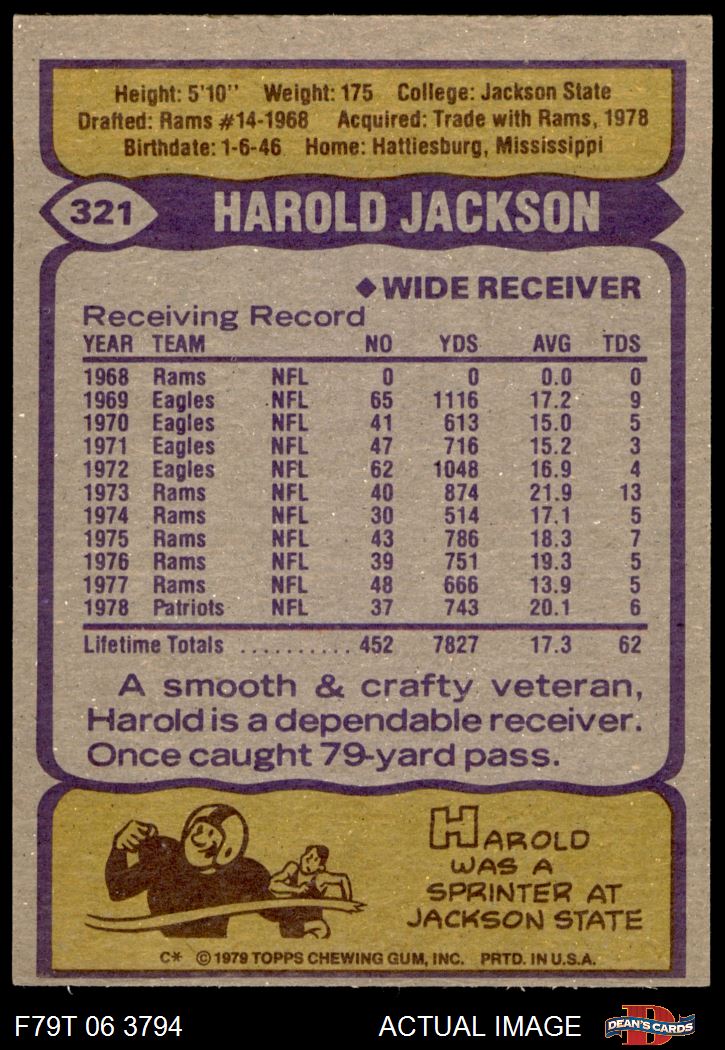 Height: 5'10" Weight: 175 College: Jackson State
Drafted: Rams #14-1968 Acquired: Trade with Rams, 1978
Birthdate: 1-6-46 Home: Hattiesburg, Mississippi
321 HAROLD JACKSON
◆WIDE RECEIVER
Receiving Record
YEAR TEAM NO YDS AVG TDS
1968 Rams NFL 0 0 0.0 0
1969 Eagles NFL 65 1116 17.2 9
1970 Eagles NFL 41 613 15.0 5
1971 Eagles NFL 47 716 15.2 3
1972 Eagles NFL 62 1048 16.9 4
1973 Rams NFL 40 874 21.9 13
1974 Rams NFL 30 514 17.1 5
1975 Rams NFL 43 786 18.3 7
1976 Rams NFL 39 751 19.3 5
1977 Rams NFL 48 666 13.9 5
1978 Patriots NFL 37 743 20.1 6
Lifetime Totals .......... 452 7827 17.3 62
A smooth & crafty veteran,
Harold is a dependable receiver.
Once caught 79-yard pass.
HAROLD
WAS A
SPRINTER AT
JACKSON STATE
C* ©1979 TOPPS CHEWING GUM, INC. PRTD. IN U.S.A.
F79T 06 3794 ACTUAL IMAGE D DEAN'S CARDS